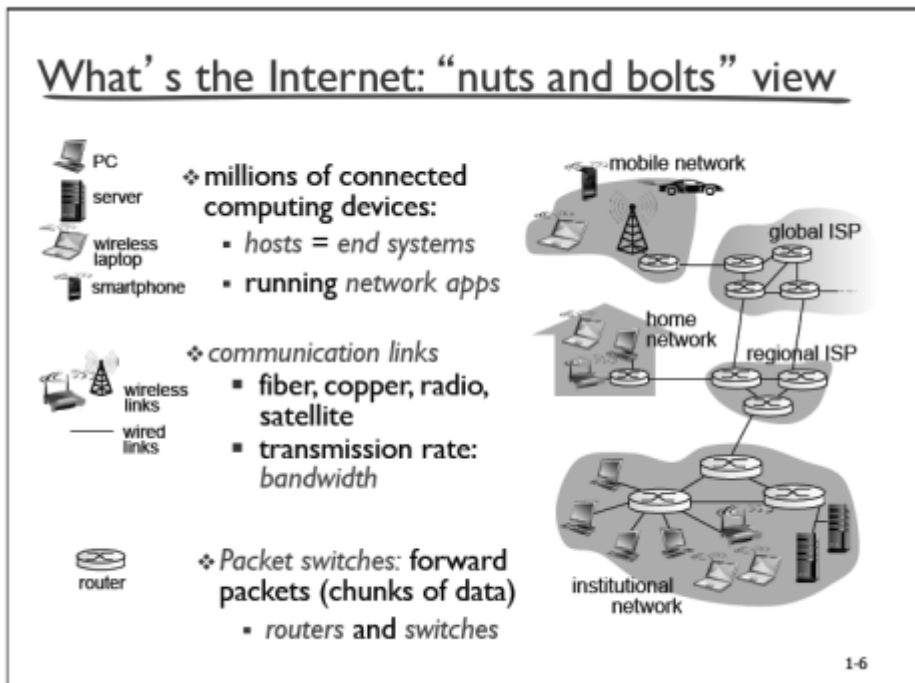 What's the Internet: “nuts and bolts” view
PC
server
wireless
laptop
smartphone
❖ millions of connected
computing devices:
▪ hosts = end systems
▪ running network apps
wireless
links
wired
links
❖ communication links
▪ fiber, copper, radio,
satellite
▪ transmission rate:
bandwidth
router
❖ Packet switches: forward
packets (chunks of data)
▪ routers and switches
mobile network
global ISP
home
network
regional ISP
institutional
network
1-6